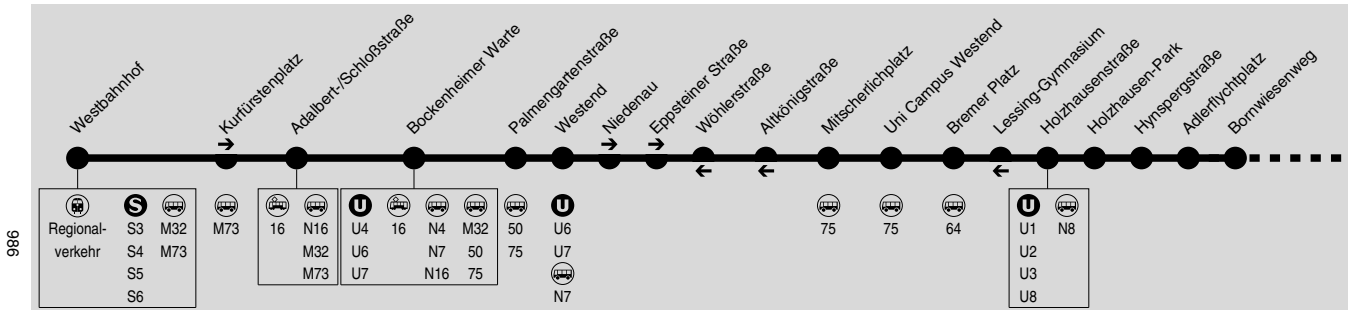 Westbahnhof
Kurfürstenplatz
Adalbert-/Schloßstraße
Bockenheimer Warte
Palmengartenstraße
Westend
Niedenau
Eppsteiner Straße
Wöhlerstraße
Altkönigstraße
Mitscherlichplatz
Uni Campus Westend
Bremer Platz
Lessing-Gymnasium
Holzhausenstraße
Holzhausen-Park
Hynspergstraße
Adlerflychtplatz
Bornwiesenweg
S U U U
Regional- S3 M32 M73 16 N16 U4 16 N4 M32 50 U6 75 75 64 U1 N8
verkehr S4 M73 M32 U6 N7 50 75 U7 U2
S5 M73 U7 N16 75 U3
S6 N7 U8
986